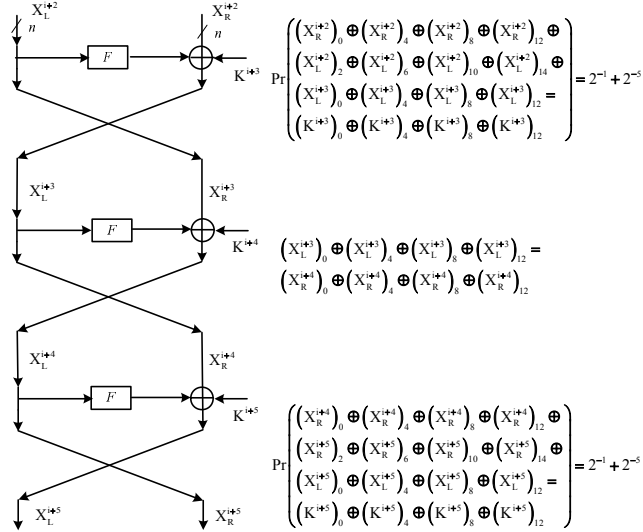 X_L^{i+2} X_R^{i+2}
n n
F
K^{i+3}
Pr( (X_R^{i+2})_0 ⊕ (X_R^{i+2})_4 ⊕ (X_R^{i+2})_8 ⊕ (X_R^{i+2})_12 ⊕
(X_L^{i+2})_2 ⊕ (X_L^{i+2})_6 ⊕ (X_L^{i+2})_10 ⊕ (X_L^{i+2})_14 ⊕
(X_L^{i+3})_0 ⊕ (X_L^{i+3})_4 ⊕ (X_L^{i+3})_8 ⊕ (X_L^{i+3})_12 =
(K^{i+3})_0 ⊕ (K^{i+3})_4 ⊕ (K^{i+3})_8 ⊕ (K^{i+3})_12 ) = 2^{-1} + 2^{-5}
X_L^{i+3} X_R^{i+3}
F
K^{i+4}
(X_L^{i+3})_0 ⊕ (X_L^{i+3})_4 ⊕ (X_L^{i+3})_8 ⊕ (X_L^{i+3})_12 =
(X_R^{i+4})_0 ⊕ (X_R^{i+4})_4 ⊕ (X_R^{i+4})_8 ⊕ (X_R^{i+4})_12
X_L^{i+4} X_R^{i+4}
F
K^{i+5}
Pr( (X_R^{i+4})_0 ⊕ (X_R^{i+4})_4 ⊕ (X_R^{i+4})_8 ⊕ (X_R^{i+4})_12 ⊕
(X_R^{i+5})_2 ⊕ (X_R^{i+5})_6 ⊕ (X_R^{i+5})_10 ⊕ (X_R^{i+5})_14 ⊕
(X_L^{i+5})_0 ⊕ (X_L^{i+5})_4 ⊕ (X_L^{i+5})_8 ⊕ (X_L^{i+5})_12 =
(K^{i+5})_0 ⊕ (K^{i+5})_4 ⊕ (K^{i+5})_8 ⊕ (K^{i+5})_12 ) = 2^{-1} + 2^{-5}
X_L^{i+5} X_R^{i+5}